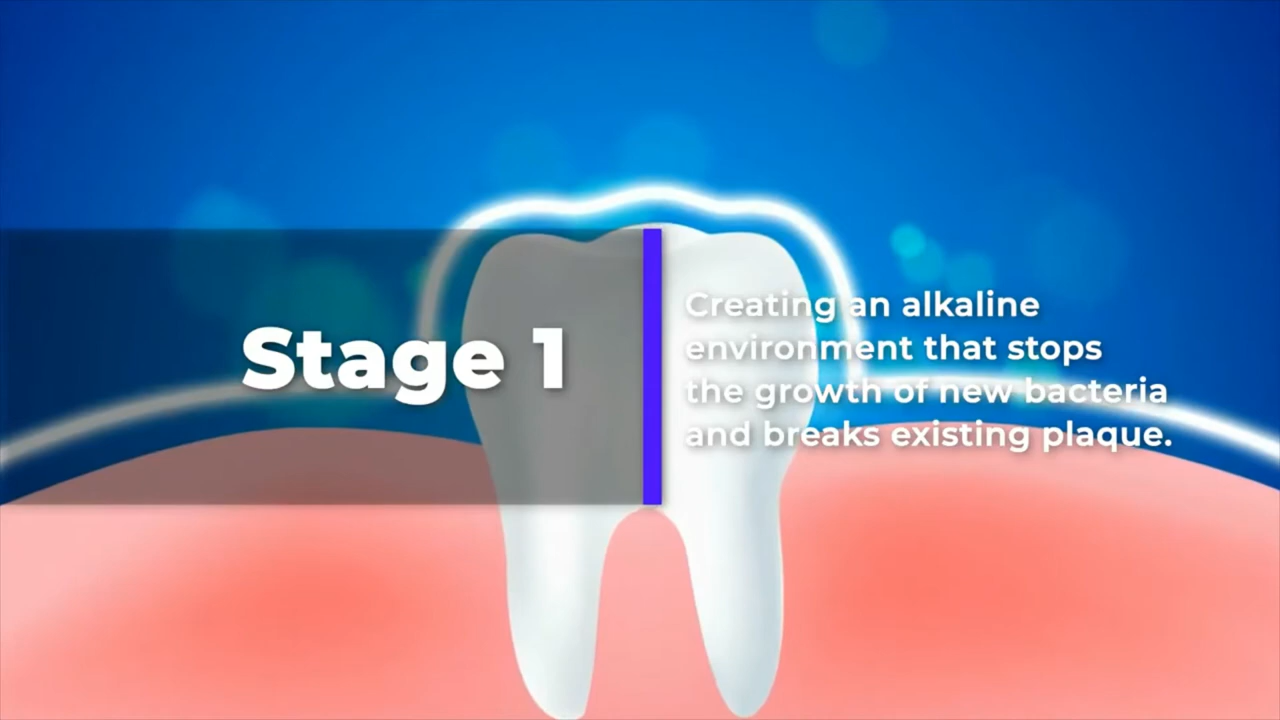 Stage 1
Creating an alkaline
environment that stops
the growth of new bacteria
and breaks existing plaque.